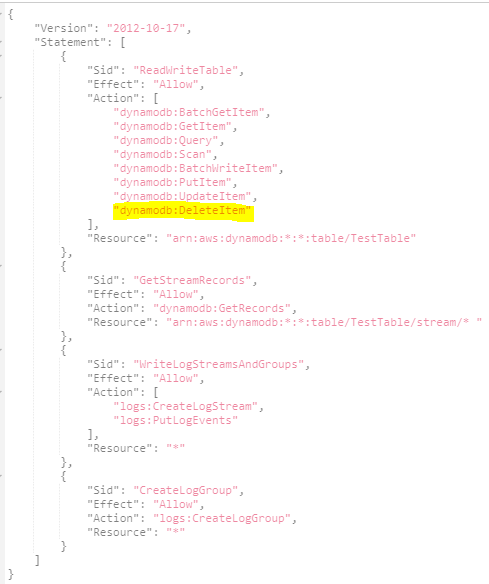 {
"Version": "2012-10-17",
"Statement": [
{
"Sid": "ReadWriteTable",
"Effect": "Allow",
"Action": [
"dynamodb:BatchGetItem",
"dynamodb:GetItem",
"dynamodb:Query",
"dynamodb:Scan",
"dynamodb:BatchWriteItem",
"dynamodb:PutItem",
"dynamodb:UpdateItem",
"dynamodb:DeleteItem"
],
"Resource": "arn:aws:dynamodb:*:*:table/TestTable"
},
{
"Sid": "GetStreamRecords",
"Effect": "Allow",
"Action": "dynamodb:GetRecords",
"Resource": "arn:aws:dynamodb:*:*:table/TestTable/stream/* "
},
{
"Sid": "WriteLogStreamsAndGroups",
"Effect": "Allow",
"Action": [
"logs:CreateLogStream",
"logs:PutLogEvents"
],
"Resource": "*"
},
{
"Sid": "CreateLogGroup",
"Effect": "Allow",
"Action": "logs:CreateLogGroup",
"Resource": "*"
}
]
}